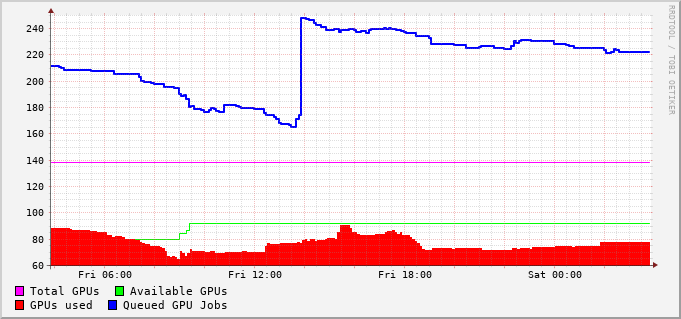 240
220
200
180
160
140
120
100
80
60
Fri 06:00 Fri 12:00 Fri 18:00 Sat 00:00
Total GPUs Available GPUs
GPUs used Queued GPU Jobs
RRDTOOL / TOBI OETIKER